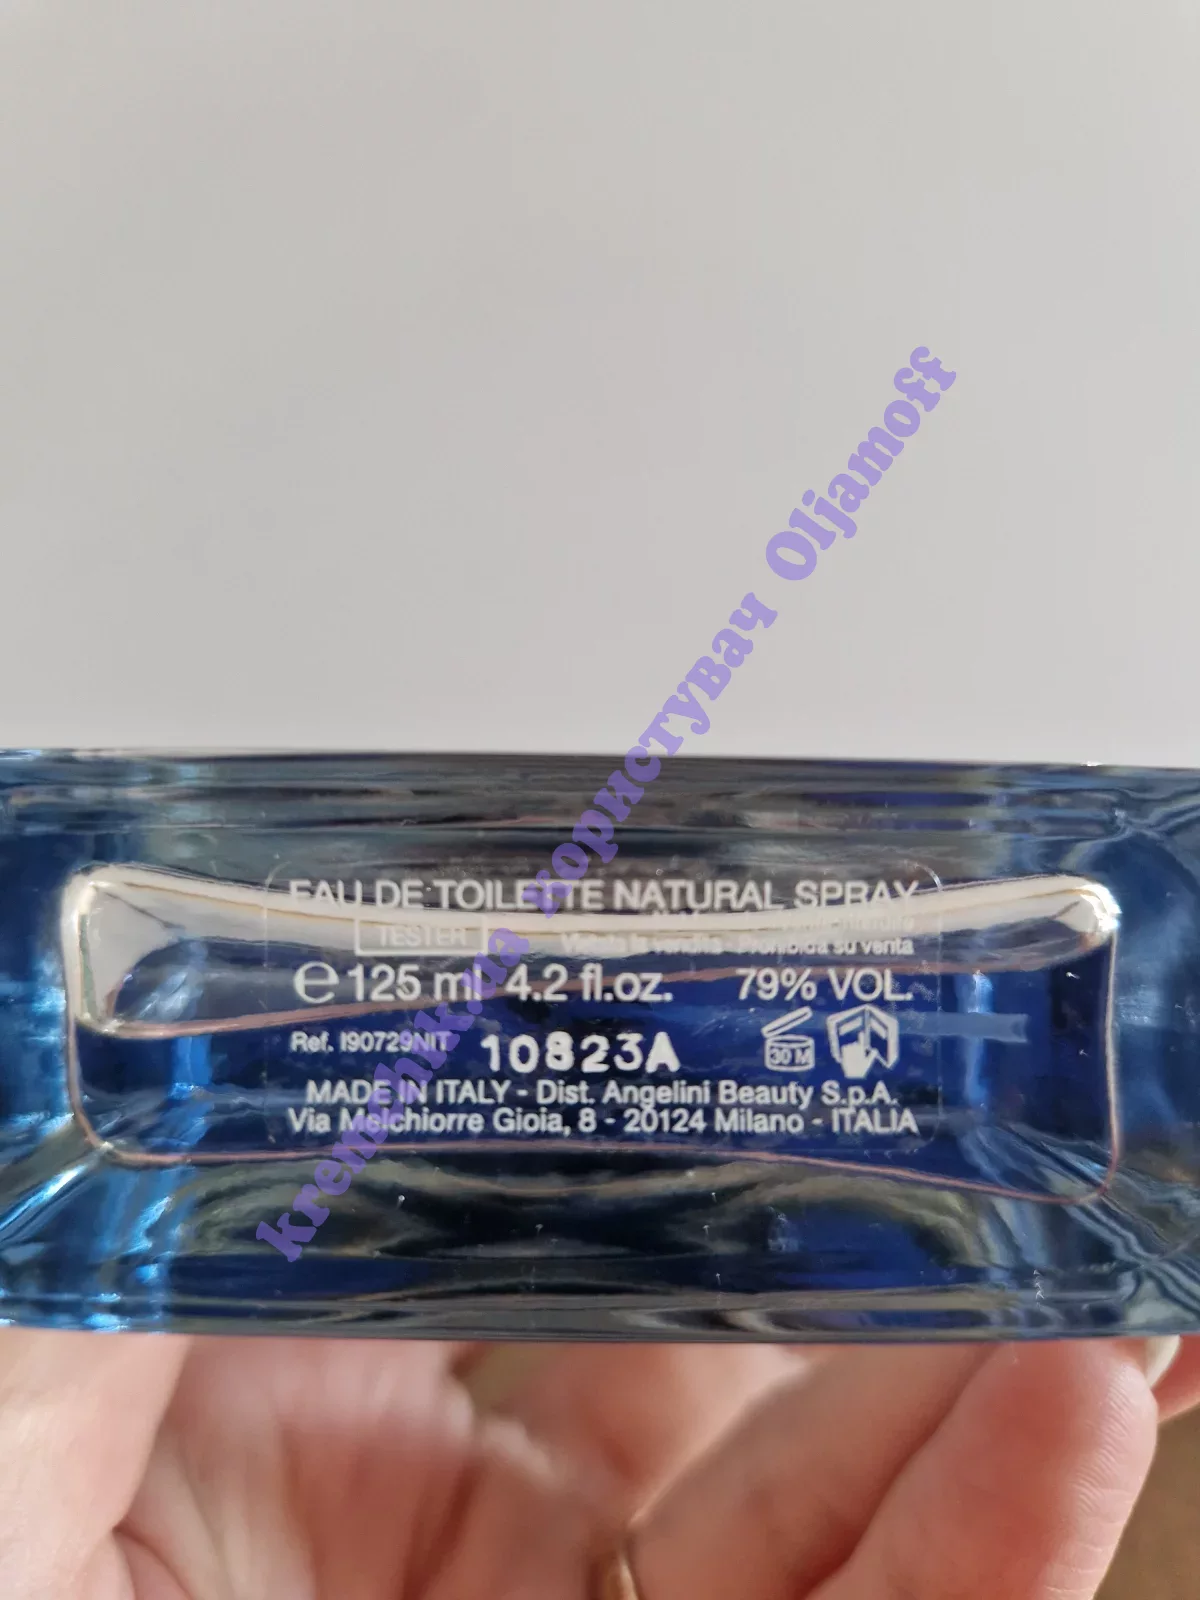 EAU DE TOILETTE NATURAL SPRAY
TESTER
Vietata la vendita - Prohibida su venta
℮ 125 ml 4.2 fl.oz. 79% VOL.
Ref. I90729NIT 10823A
30 M
MADE IN ITALY - Dist. Angelini Beauty S.p.A.
Via Melchiorre Gioia, 8 - 20124 Milano - ITALIA
kremchik.ua користувач Oljamoff